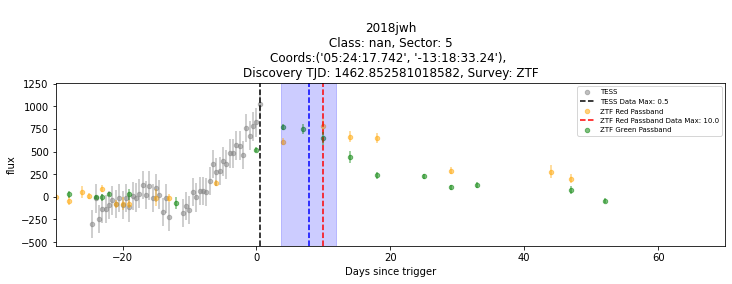 2018jwh
Class: nan, Sector: 5
Coords:('05:24:17.742', '-13:18:33.24'),
Discovery TJD: 1462.852581018582, Survey: ZTF
1250
1000
750
500
250
0
−250
−500
flux
TESS
TESS Data Max: 0.5
ZTF Red Passband
ZTF Red Passband Data Max: 10.0
ZTF Green Passband
−20
0
20
40
60
Days since trigger